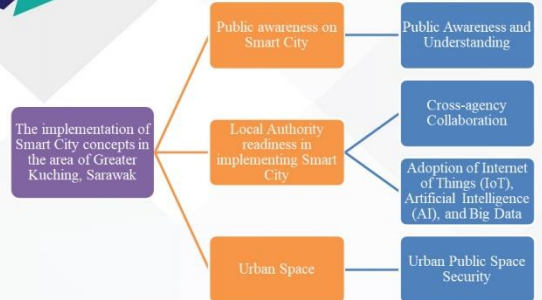 The implementation of
Smart City concepts in
the area of Greater
Kuching, Sarawak
Public awareness on
Smart City
Public Awareness and
Understanding
Local Authority
readiness in
implementing Smart
City
Cross-agency
Collaboration
Adoption of Internet
of Things (IoT),
Artificial Intelligence
(AI), and Big Data
Urban Space
Urban Public Space
Security